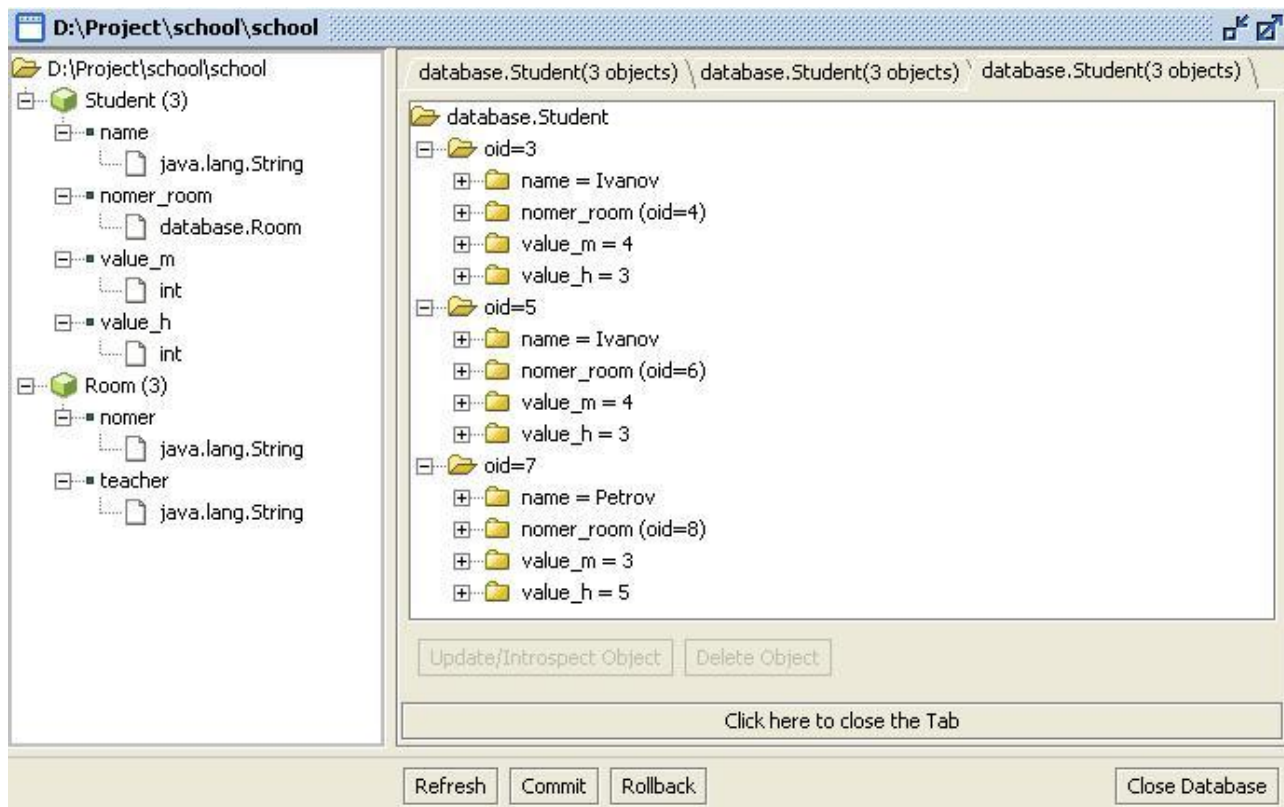 D:\Project\school\school
D:\Project\school\school
Student (3)
name
java.lang.String
nomer_room
database.Room
value_m
int
value_h
int
Room (3)
nomer
java.lang.String
teacher
java.lang.String
database.Student(3 objects) database.Student(3 objects) database.Student(3 objects)
database.Student
oid=3
name = Ivanov
nomer_room (oid=4)
value_m = 4
value_h = 3
oid=5
name = Ivanov
nomer_room (oid=6)
value_m = 4
value_h = 3
oid=7
name = Petrov
nomer_room (oid=8)
value_m = 3
value_h = 5
Update/Introspect Object Delete Object
Click here to close the Tab
Refresh Commit Rollback Close Database